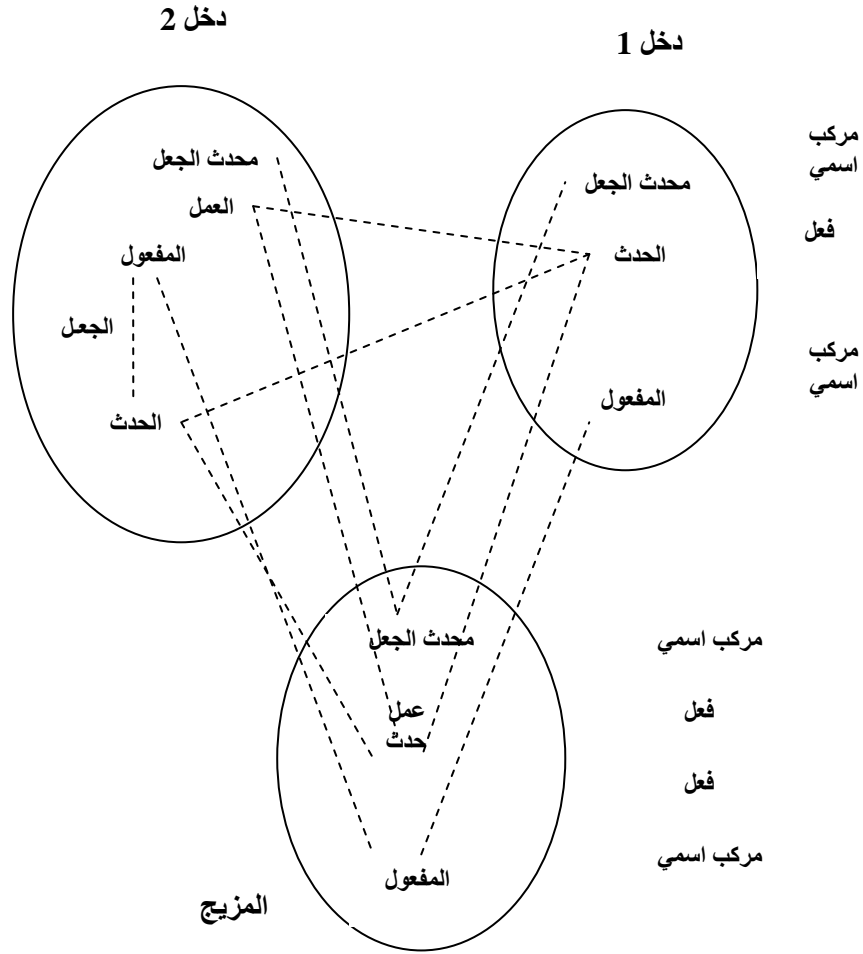 دخل 1
دخل 2
مركب
اسمي
محدث الجعل
محدث الجعل
العمل
فعل
الحدث
المفعول
الجعل
مركب
اسمي
المفعول
الحدث
مركب اسمي
محدث الجعل
فعل
عمل
حدث
فعل
مركب اسمي
المفعول
المزيج